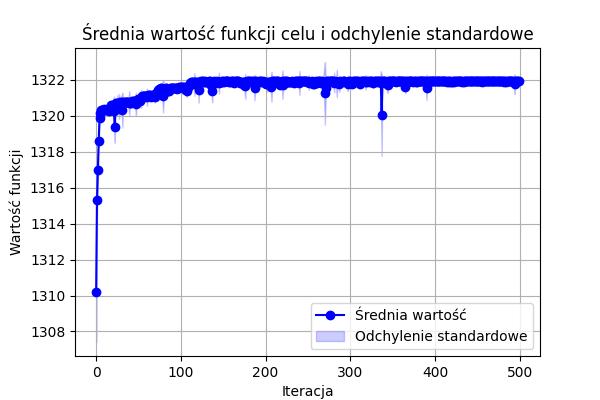 Średnia wartość funkcji celu i odchylenie standardowe
Wartość funkcji
1322
1320
1318
1316
1314
1312
1310
1308
0 100 200 300 400 500
Iteracja
Średnia wartość
Odchylenie standardowe